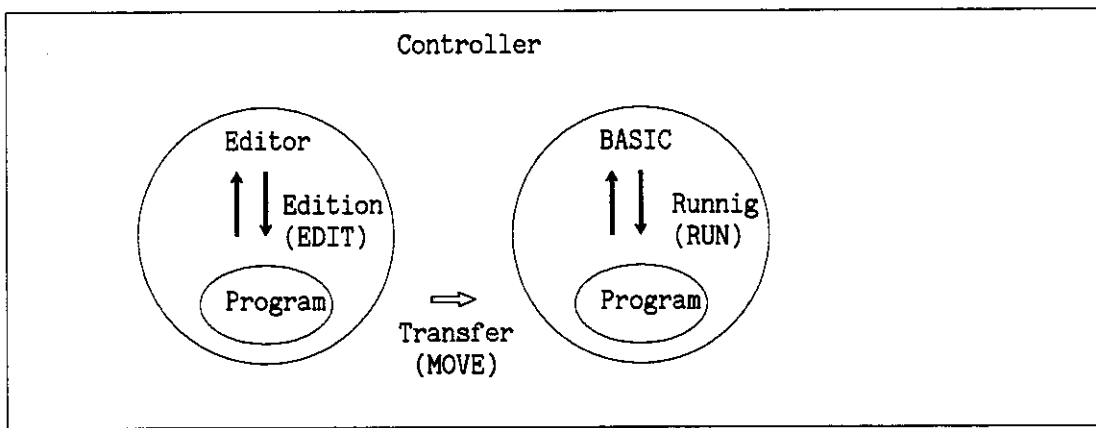 Controller
Editor
Edition
(EDIT)
Program
Transfer
(MOVE)
BASIC
Runnig
(RUN)
Program